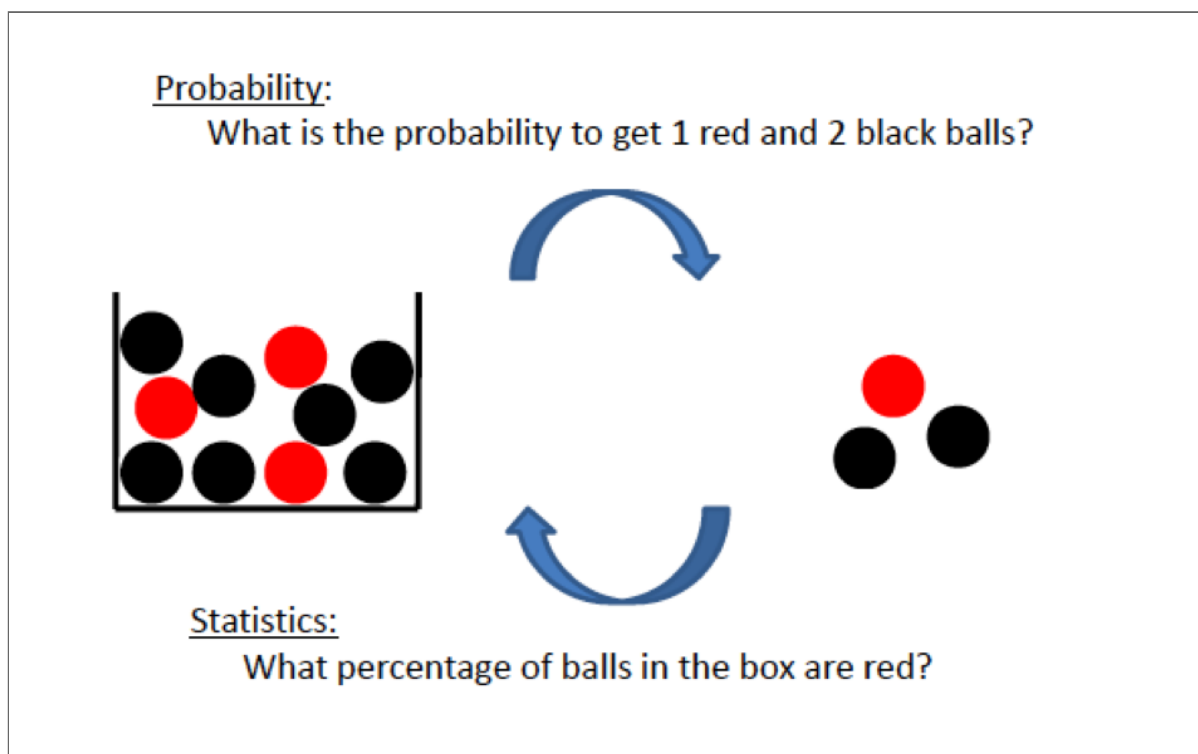 Probability:
What is the probability to get 1 red and 2 black balls?
Statistics:
What percentage of balls in the box are red?